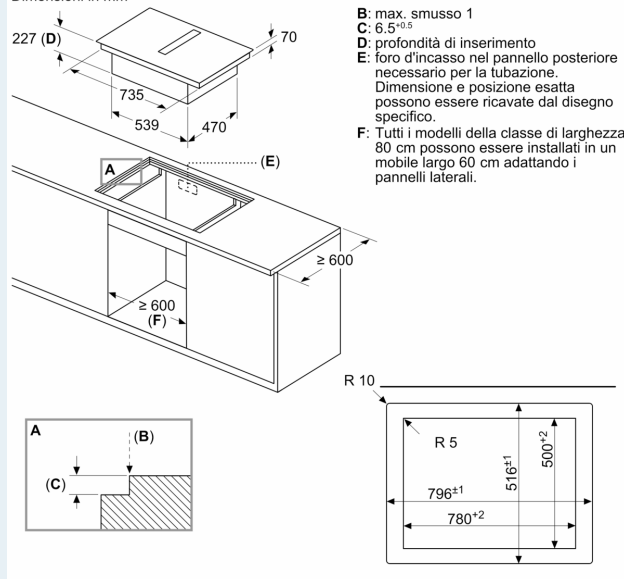 Dimensioni in mm
227 (D)
70
735
539
470
B: max. smusso 1
C: 6.5+0.5
D: profondità di inserimento
E: foro d'incasso nel pannello posteriore
necessario per la tubazione.
Dimensione e posizione esatta
possono essere ricavate dal disegno
specifico.
F: Tutti i modelli della classe di larghezza
80 cm possono essere installati in un
mobile largo 60 cm adattando i
pannelli laterali.
A
(E)
≥ 600
≥ 600
(F)
A
(B)
(C)
R 10
R 5
516±1
500+2
796±1
780+2